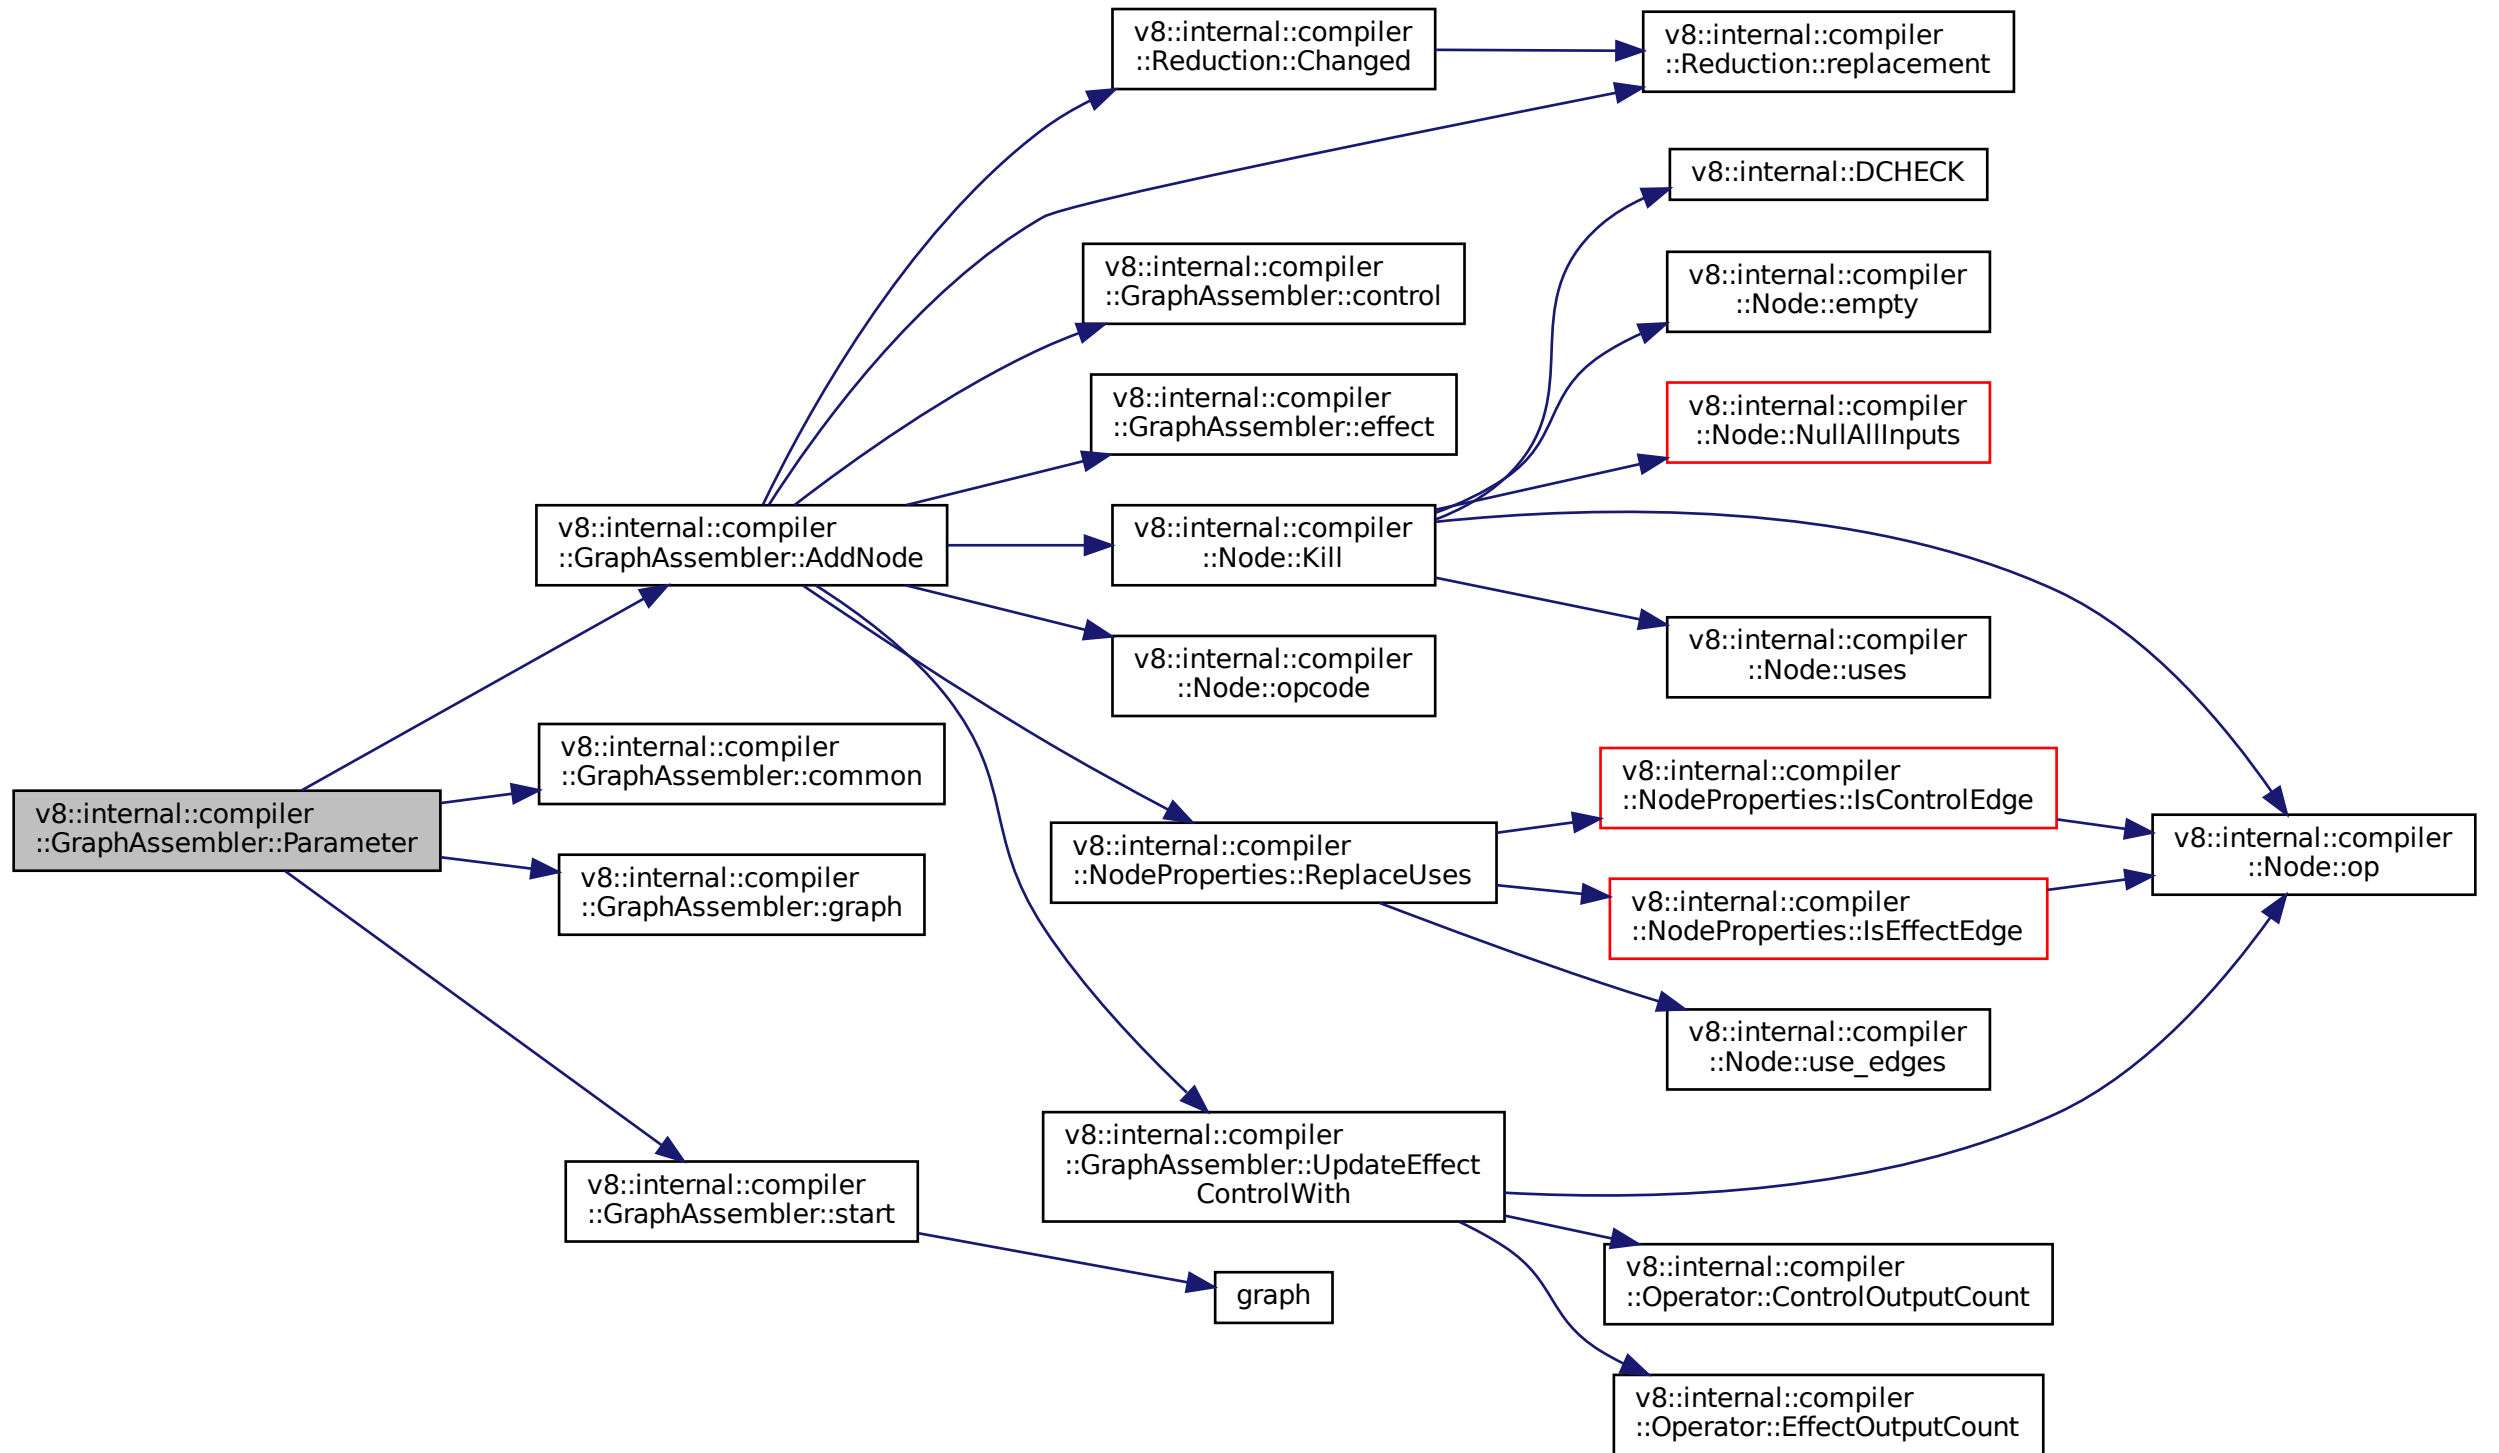 v8::internal::compiler
::GraphAssembler::Parameter
v8::internal::compiler
::GraphAssembler::AddNode
v8::internal::compiler
::GraphAssembler::common
v8::internal::compiler
::GraphAssembler::graph
v8::internal::compiler
::GraphAssembler::start
v8::internal::compiler
::Reduction::Changed
v8::internal::compiler
::GraphAssembler::control
v8::internal::compiler
::GraphAssembler::effect
v8::internal::compiler
::Node::Kill
v8::internal::compiler
::Node::opcode
v8::internal::compiler
::NodeProperties::ReplaceUses
v8::internal::compiler
::GraphAssembler::UpdateEffect
ControlWith
graph
v8::internal::compiler
::Reduction::replacement
v8::internal::DCHECK
v8::internal::compiler
::Node::empty
v8::internal::compiler
::Node::NullAllInputs
v8::internal::compiler
::Node::uses
v8::internal::compiler
::NodeProperties::IsControlEdge
v8::internal::compiler
::NodeProperties::IsEffectEdge
v8::internal::compiler
::Node::use_edges
v8::internal::compiler
::Operator::ControlOutputCount
v8::internal::compiler
::Operator::EffectOutputCount
v8::internal::compiler
::Node::op